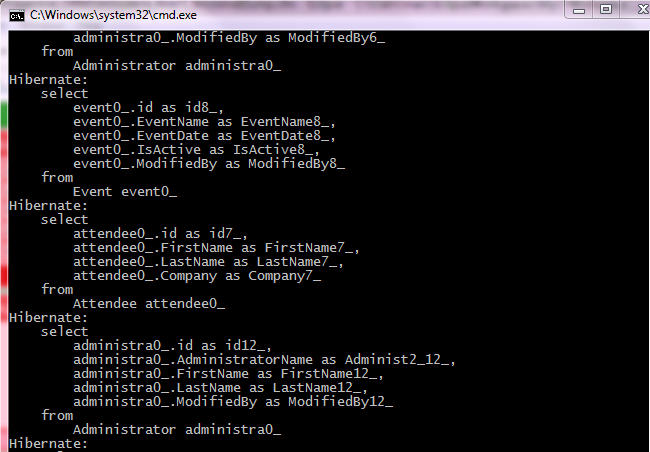 C:\Windows\system32\cmd.exe
administra0_.ModifiedBy as ModifiedBy6_
from
Administrator administra0_
Hibernate:
select
event0_.id as id8_,
event0_.EventName as EventName8_,
event0_.EventDate as EventDate8_,
event0_.IsActive as IsActive8_,
event0_.ModifiedBy as ModifiedBy8_
from
Event event0_
Hibernate:
select
attendee0_.id as id7_,
attendee0_.FirstName as FirstName7_,
attendee0_.LastName as LastName7_,
attendee0_.Company as Company7_
from
Attendee attendee0_
Hibernate:
select
administra0_.id as id12_,
administra0_.AdministratorName as Administ2_12_,
administra0_.FirstName as FirstName12_,
administra0_.LastName as LastName12_,
administra0_.ModifiedBy as ModifiedBy12_
from
Administrator administra0_
Hibernate: